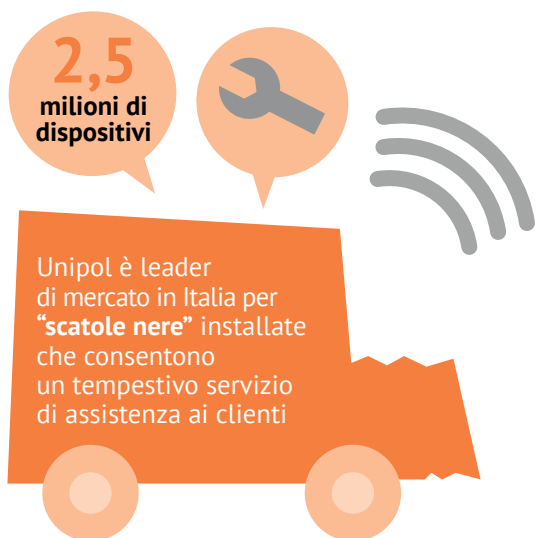 2,5
milioni di
dispositivi
Unipol è leader
di mercato in Italia per
“scatole nere” installate
che consentono
un tempestivo servizio
di assistenza ai clienti